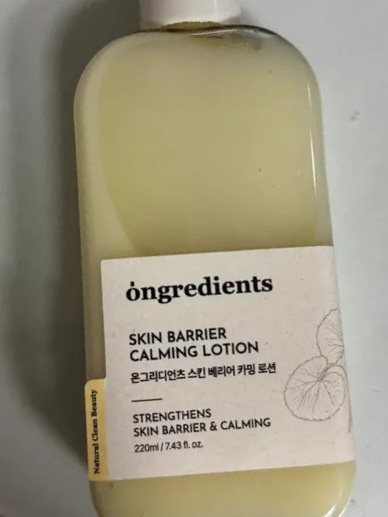 ongredients
SKIN BARRIER
CALMING LOTION
온그리디언츠 스킨 베리어 카밍 로션
STRENGTHENS
SKIN BARRIER & CALMING
220ml / 7.43 fl. oz.
Natural Clean Beauty